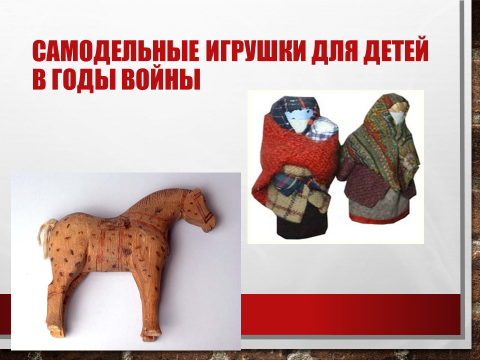 САМОДЕЛЬНЫЕ ИГРУШКИ ДЛЯ ДЕТЕЙ
В ГОДЫ ВОЙНЫ